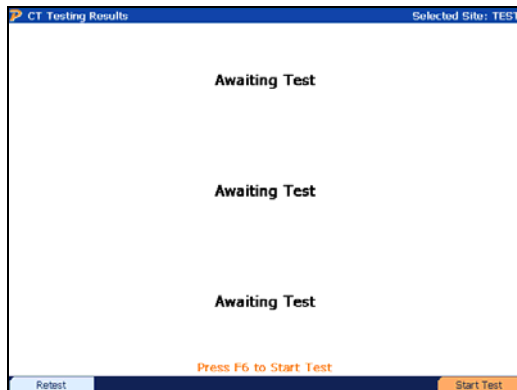 CT Testing Results Selected Site: TEST
Awaiting Test
Awaiting Test
Awaiting Test
Press F6 to Start Test
Retest Start Test